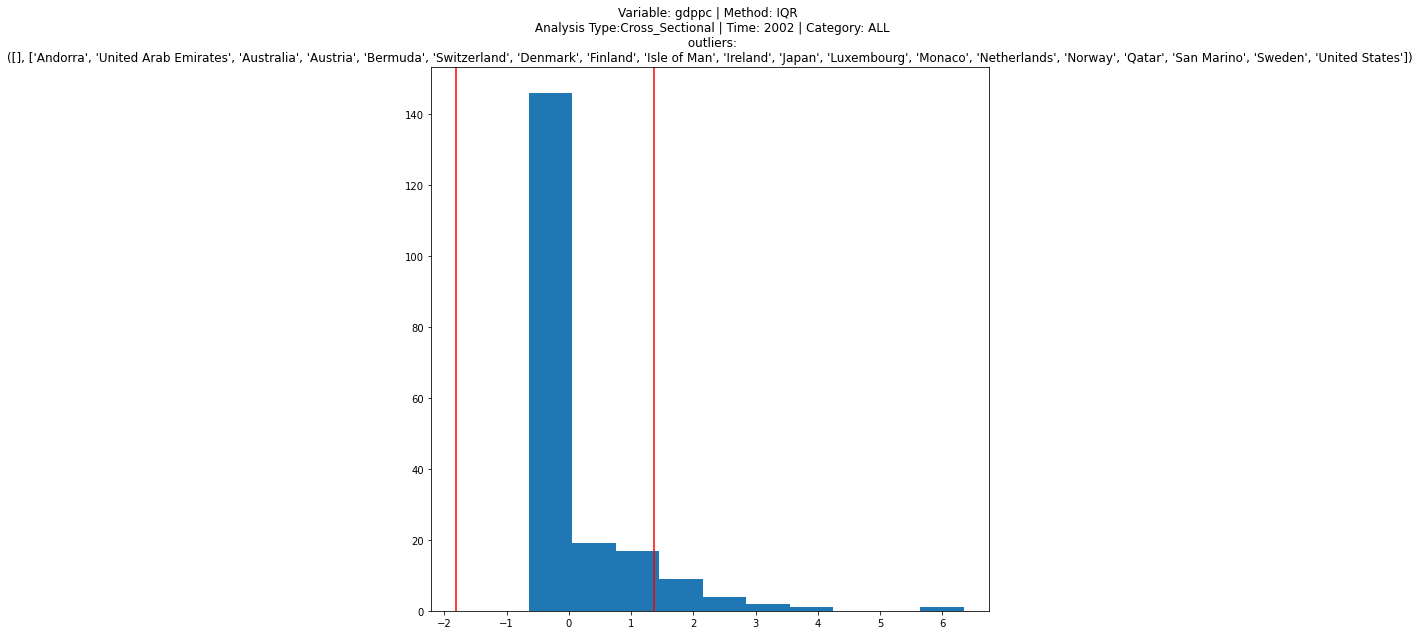 Variable: gdppc | Method: IQR
Analysis Type:Cross_Sectional | Time: 2002 | Category: ALL
outliers:
([], ['Andorra', 'United Arab Emirates', 'Australia', 'Austria', 'Bermuda', 'Switzerland', 'Denmark', 'Finland', 'Isle of Man', 'Ireland', 'Japan', 'Luxembourg', 'Monaco', 'Netherlands', 'Norway', 'Qatar', 'San Marino', 'Sweden', 'United States'])
140
120
100
80
60
40
20
0
−2 −1 0 1 2 3 4 5 6